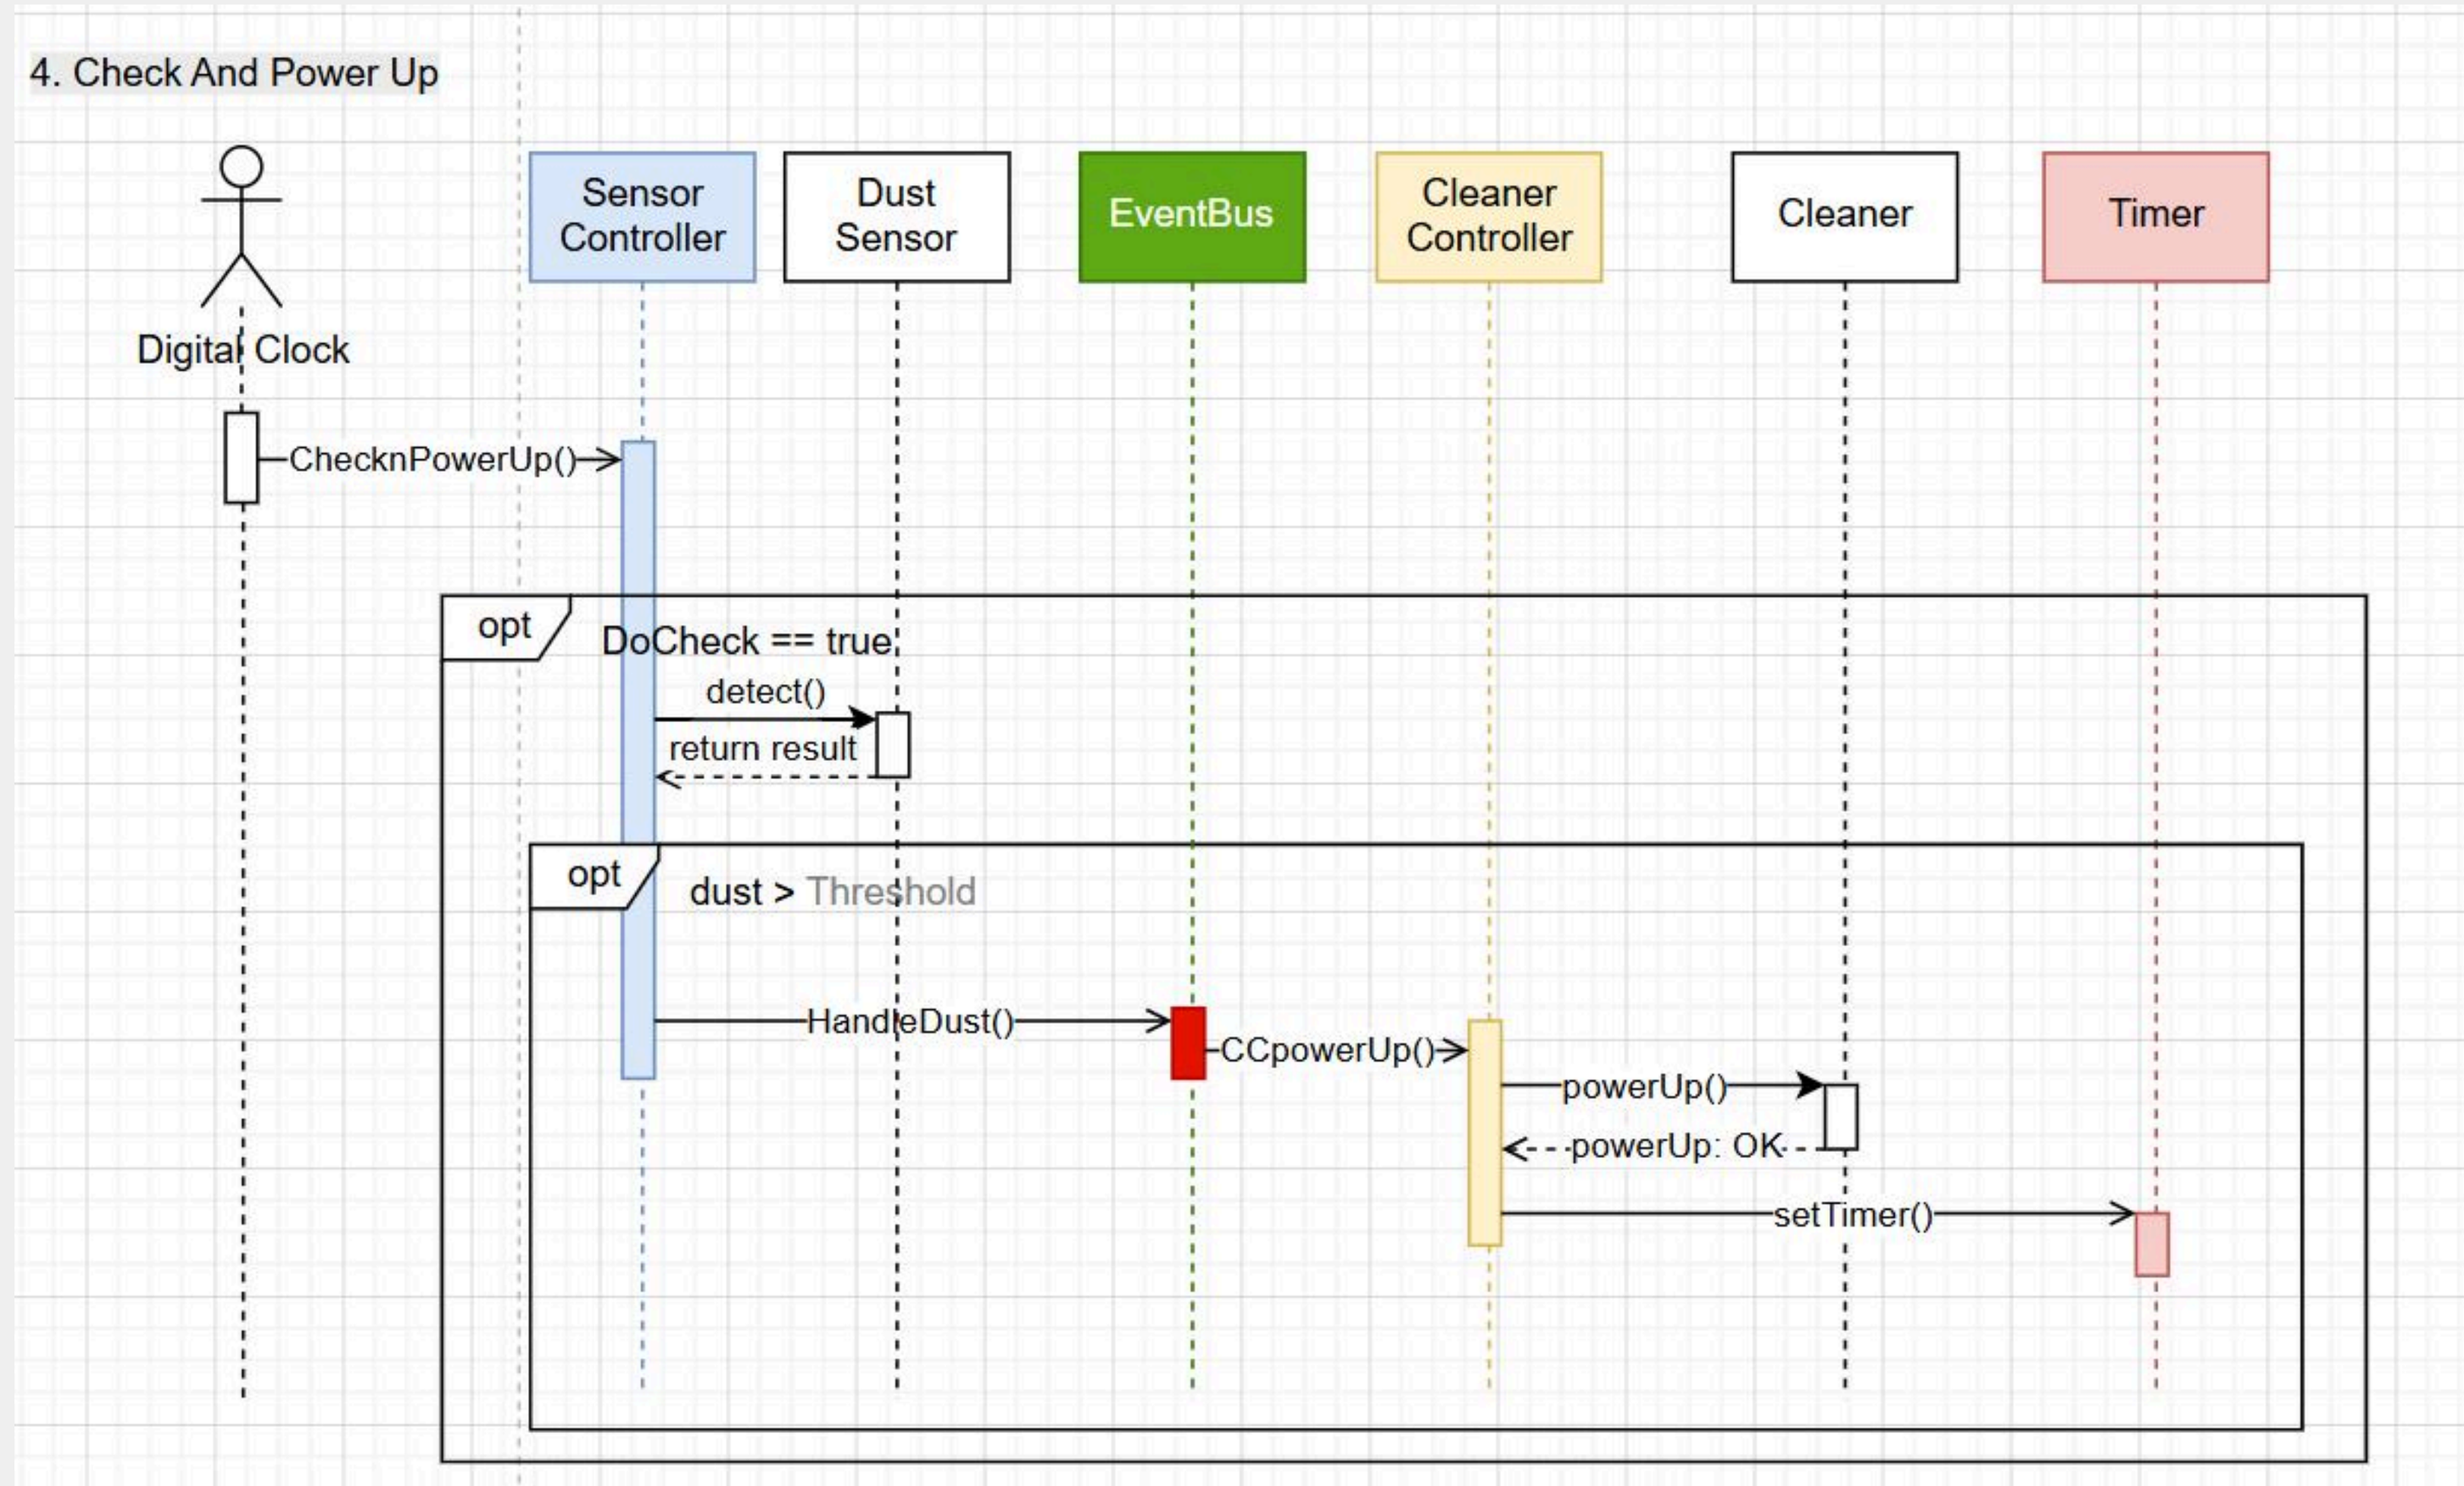 4. Check And Power Up
Sensor
Controller
Dust
Sensor
EventBus
Cleaner
Controller
Cleaner
Timer
Digital Clock
ChecknPowerUp()
opt
DoCheck == true
detect()
return result
opt
dust > Threshold
HandleDust()
CCpowerUp()
powerUp()
powerUp: OK
setTimer()